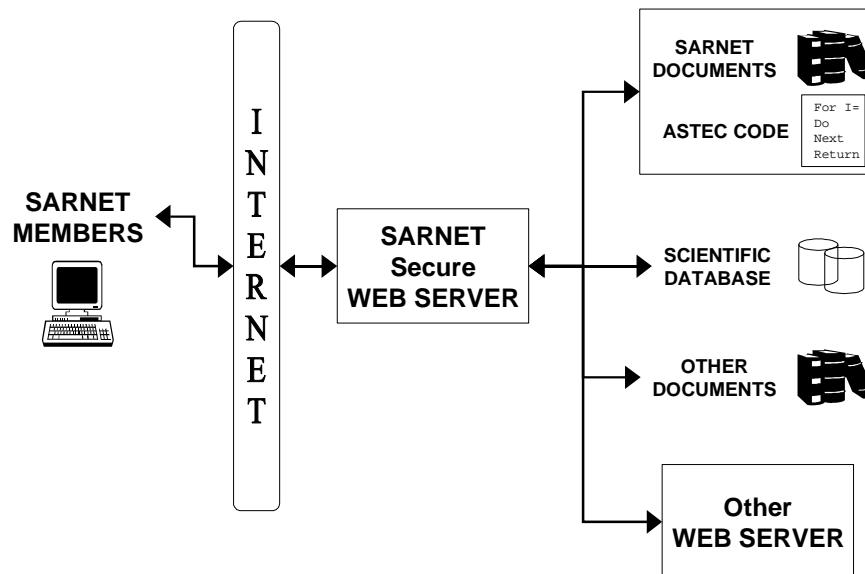 SARNET
MEMBERS
INTERNET
SARNET
Secure
WEB SERVER
SARNET
DOCUMENTS
ASTEC CODE
For I=
Do
Next
Return
SCIENTIFIC
DATABASE
OTHER
DOCUMENTS
Other
WEB SERVER